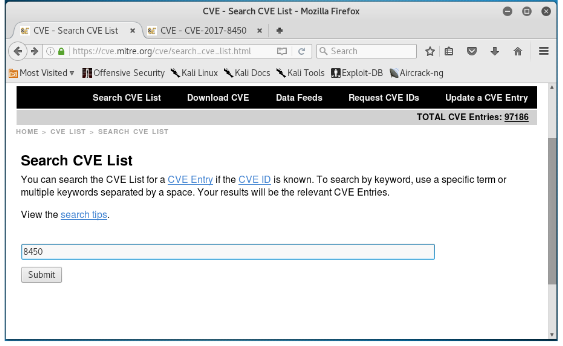 CVE - Search CVE List - Mozilla Firefox
CVE - Search CVE List × CVE - CVE-2017-8450 ×
https://cve.mitre.org/cve/search_cve_list.html Search
Most Visited Offensive Security Kali Linux Kali Docs Kali Tools Exploit-DB Aircrack-ng
Search CVE List Download CVE Data Feeds Request CVE IDs Update a CVE Entry
TOTAL CVE Entries: 97186
HOME > CVE LIST > SEARCH CVE LIST
Search CVE List
You can search the CVE List for a CVE Entry if the CVE ID is known. To search by keyword, use a specific term or
multiple keywords separated by a space. Your results will be the relevant CVE Entries.
View the search tips.
8450
Submit